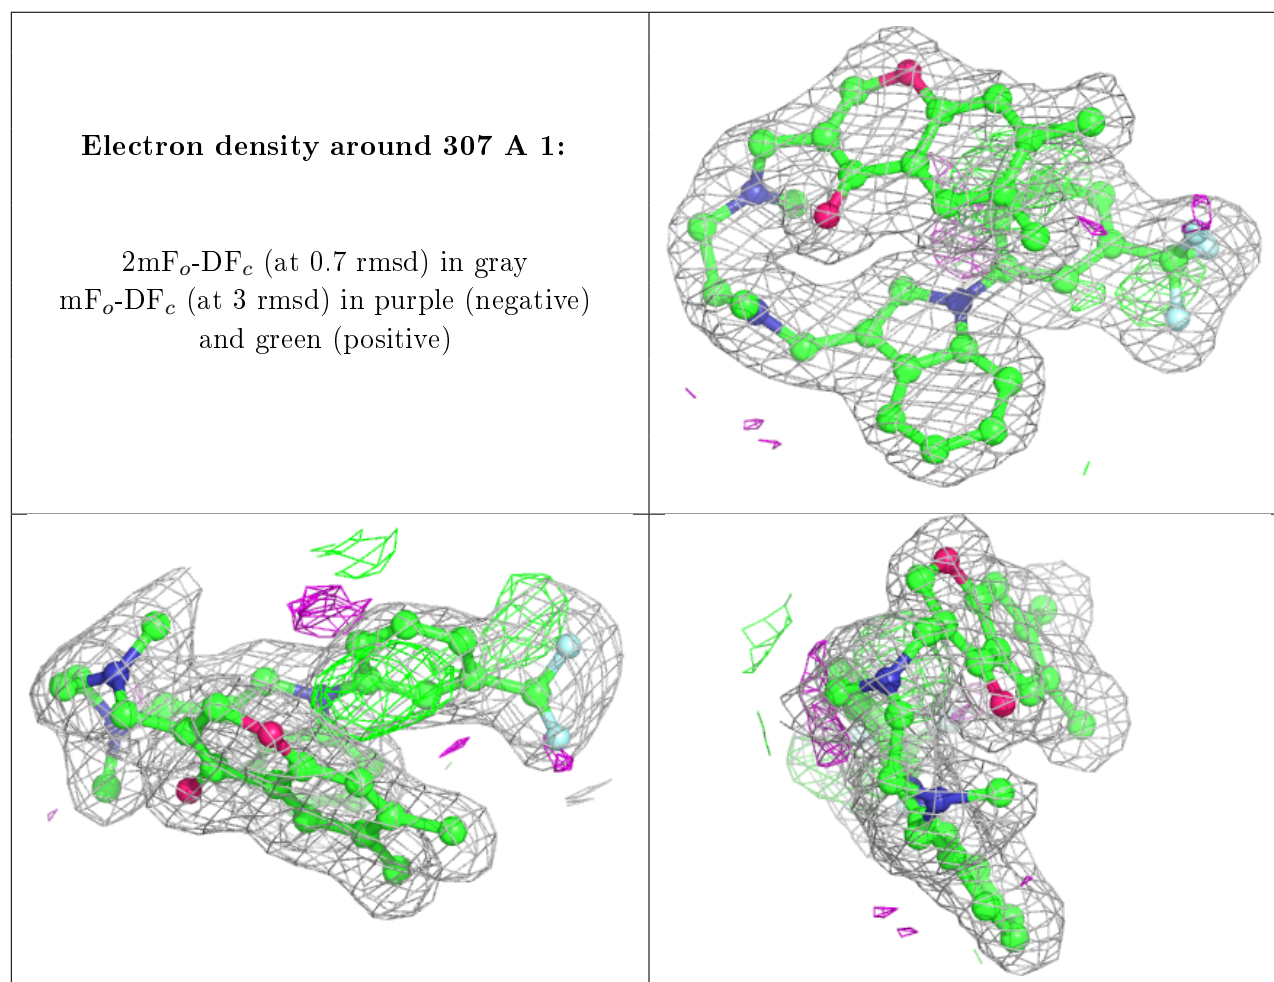 Electron density around 307 A 1:
2mFo-DFc (at 0.7 rmsd) in gray
mFo-DFc (at 3 rmsd) in purple (negative)
and green (positive)